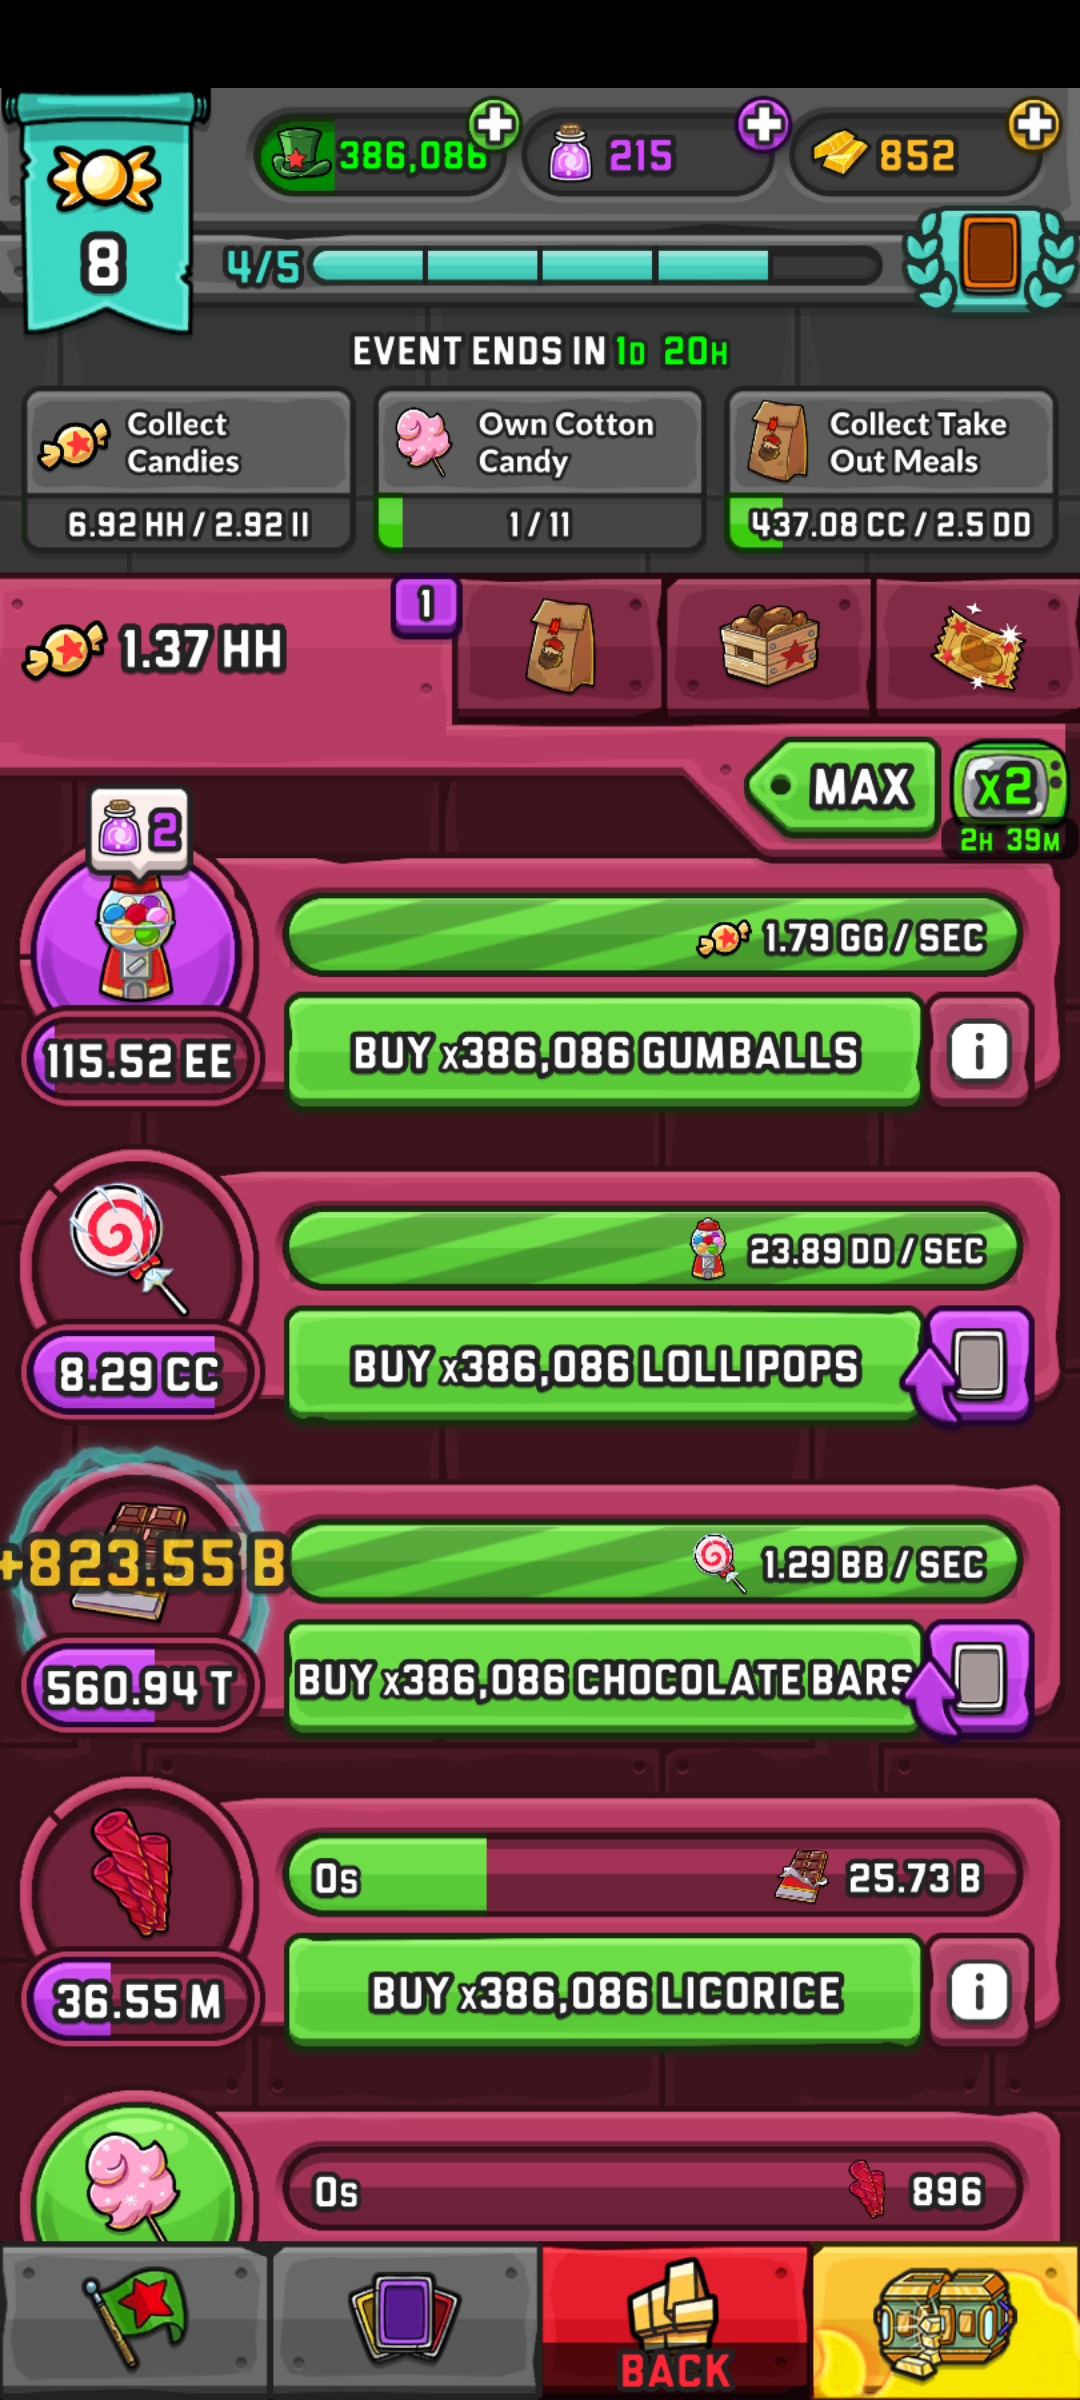 386,086
215
852
8
4/5
EVENT ENDS IN 1D 20H
Collect Candies
6.92 HH / 2.92 II
Own Cotton Candy
1 / 11
Collect Take Out Meals
437.08 CC / 2.5 DD
1.37 HH
1
MAX
x2
2H 39M
2
1.79 GG / SEC
115.52 EE
BUY x386,086 GUMBALLS
i
23.89 DD / SEC
8.29 CC
BUY x386,086 LOLLIPOPS
+823.55 B
1.29 BB / SEC
560.94 T
BUY x386,086 CHOCOLATE BARS
0s
25.73 B
36.55 M
BUY x386,086 LICORICE
i
0s
896
BACK